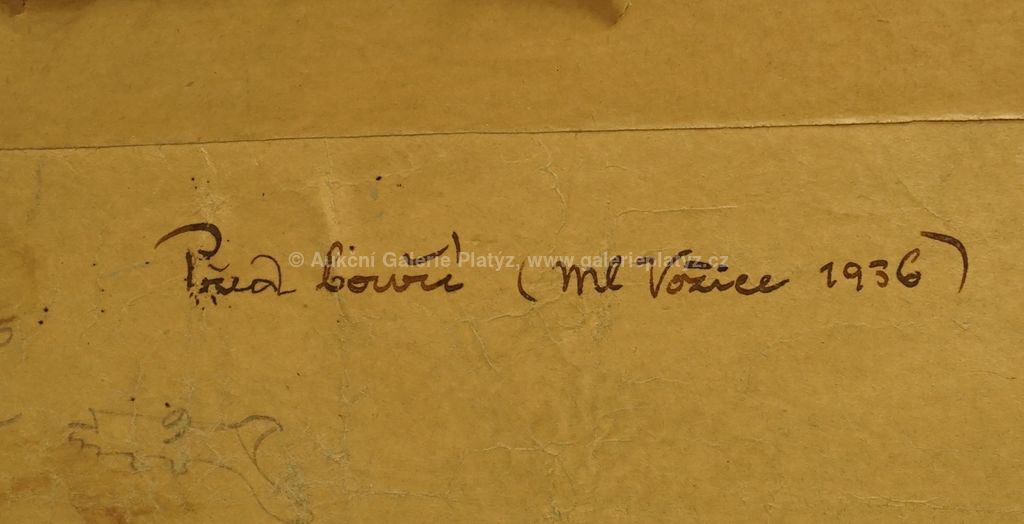 © Aukční Galerie Platýz, www.galerieplatyz.cz
Před bouří (Ml Vožice 1936)